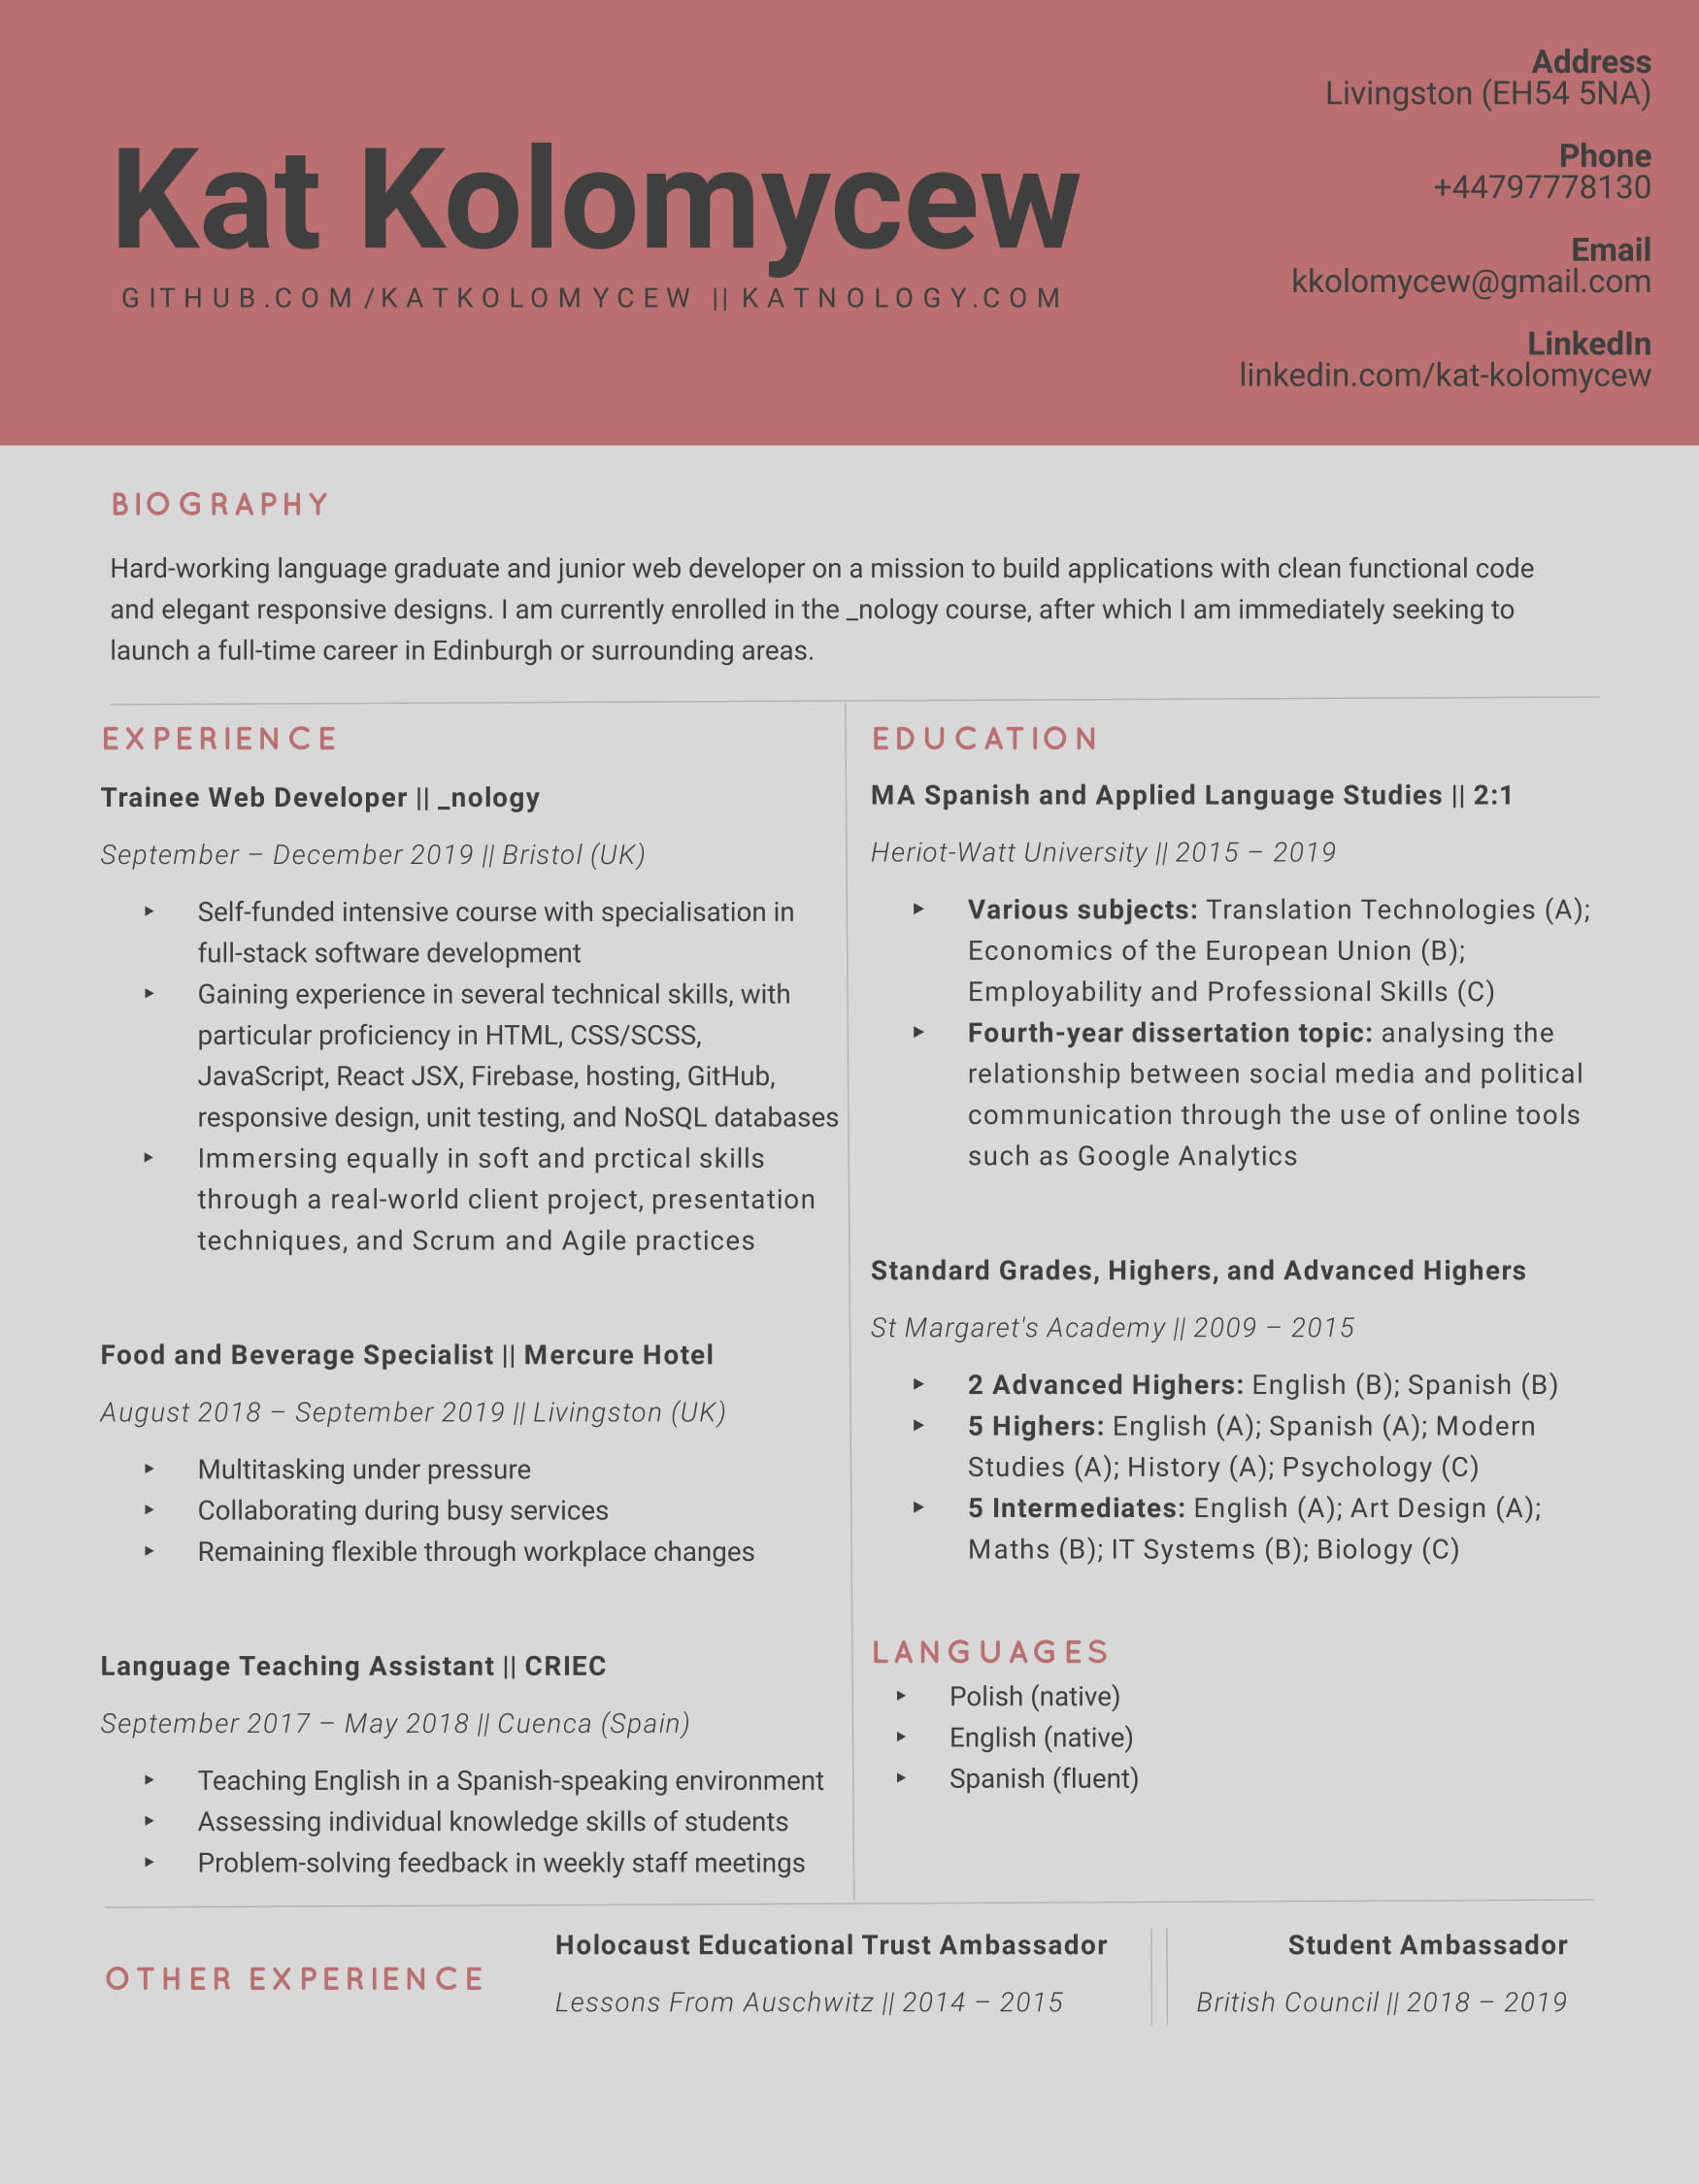 Kat Kolomycew
GITHUB.COM/KATKOLOMYCEW || KATNOLOGY.COM
Address
Livingston (EH54 5NA)
Phone
+44797778130
Email
kkolomycew@gmail.com
LinkedIn
linkedin.com/kat-kolomycew
BIOGRAPHY
Hard-working language graduate and junior web developer on a mission to build applications with clean functional code
and elegant responsive designs. I am currently enrolled in the _nology course, after which I am immediately seeking to
launch a full-time career in Edinburgh or surrounding areas.
EXPERIENCE
Trainee Web Developer || _nology
September – December 2019 || Bristol (UK)
‣ Self-funded intensive course with specialisation in
full-stack software development
‣ Gaining experience in several technical skills, with
particular proficiency in HTML, CSS/SCSS,
JavaScript, React JSX, Firebase, hosting, GitHub,
responsive design, unit testing, and NoSQL databases
‣ Immersing equally in soft and prctical skills
through a real-world client project, presentation
techniques, and Scrum and Agile practices
Food and Beverage Specialist || Mercure Hotel
August 2018 – September 2019 || Livingston (UK)
‣ Multitasking under pressure
‣ Collaborating during busy services
‣ Remaining flexible through workplace changes
Language Teaching Assistant || CRIEC
September 2017 – May 2018 || Cuenca (Spain)
‣ Teaching English in a Spanish-speaking environment
‣ Assessing individual knowledge skills of students
‣ Problem-solving feedback in weekly staff meetings
EDUCATION
MA Spanish and Applied Language Studies || 2:1
Heriot-Watt University || 2015 – 2019
‣ Various subjects: Translation Technologies (A);
Economics of the European Union (B);
Employability and Professional Skills (C)
‣ Fourth-year dissertation topic: analysing the
relationship between social media and political
communication through the use of online tools
such as Google Analytics
Standard Grades, Highers, and Advanced Highers
St Margaret's Academy || 2009 – 2015
‣ 2 Advanced Highers: English (B); Spanish (B)
‣ 5 Highers: English (A); Spanish (A); Modern
Studies (A); History (A); Psychology (C)
‣ 5 Intermediates: English (A); Art Design (A);
Maths (B); IT Systems (B); Biology (C)
LANGUAGES
‣ Polish (native)
‣ English (native)
‣ Spanish (fluent)
OTHER EXPERIENCE
Holocaust Educational Trust Ambassador
Lessons From Auschwitz || 2014 – 2015
Student Ambassador
British Council || 2018 – 2019